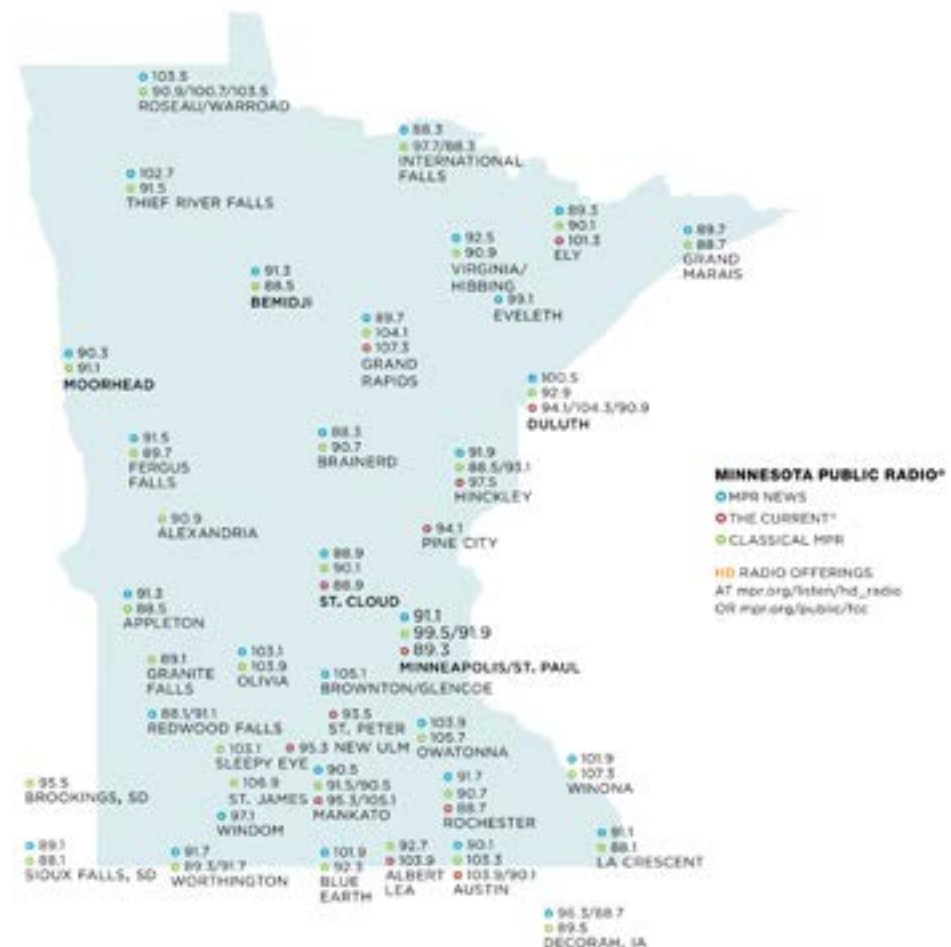 103.5
90.9/100.7/103.5
ROSEAU/WARROAD
88.3
97.7/88.3
INTERNATIONAL
FALLS
102.7
91.5
THIEF RIVER FALLS
89.3
90.1
101.3
ELY
89.7
88.7
GRAND
MARAIS
92.5
90.9
VIRGINIA/
HIBBING
99.1
EVELETH
91.3
88.5
BEMIDJI
89.7
104.1
107.3
GRAND
RAPIDS
90.3
91.1
MOORHEAD
100.5
92.9
94.1/104.3/90.9
DULUTH
91.5
89.7
FERGUS
FALLS
88.3
90.7
BRAINERD
91.9
88.5/93.1
97.5
HINCKLEY
90.9
ALEXANDRIA
94.1
PINE CITY
MINNESOTA PUBLIC RADIO®
MPR NEWS
THE CURRENT®
CLASSICAL MPR
HD RADIO OFFERINGS
AT mpr.org/listen/hd_radio
OR mpr.org/public/fcc
88.9
90.1
88.9
ST. CLOUD
91.3
88.5
APPLETON
91.1
99.5/91.9
89.3
MINNEAPOLIS/ST. PAUL
89.1
GRANITE
FALLS
103.1
103.9
OLIVIA
105.1
BROWNTON/GLENCOE
88.1/91.1
REDWOOD FALLS
93.5
ST. PETER
103.9
105.7
OWATONNA
103.1
SLEEPY EYE
95.3 NEW ULM
101.9
107.3
WINONA
95.5
BROOKINGS, SD
106.9
ST. JAMES
90.5
91.5/90.5
95.3/105.1
MANKATO
91.7
90.7
88.7
ROCHESTER
97.1
WINDOM
91.1
88.1
LA CRESCENT
89.1
88.1
SIOUX FALLS, SD
91.7
89.3/91.7
WORTHINGTON
101.9
92.3
BLUE
EARTH
92.7
103.9
ALBERT
LEA
90.1
103.3
103.9/90.1
AUSTIN
89.5
DECORAH, IA